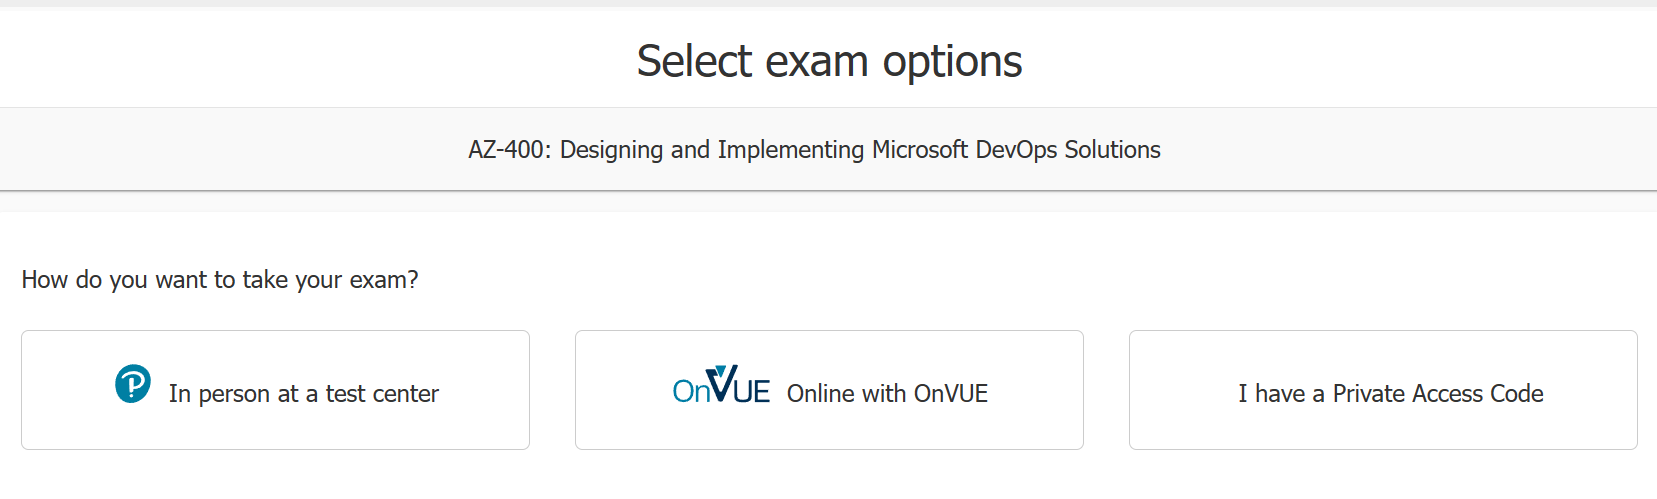 Select exam options
AZ-400: Designing and Implementing Microsoft DevOps Solutions
How do you want to take your exam?
In person at a test center
OnVUE Online with OnVUE
I have a Private Access Code